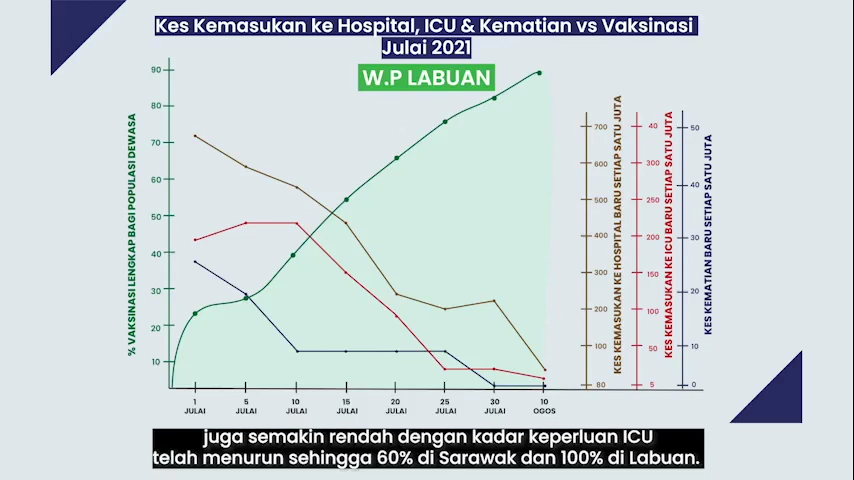 Kes Kemasukan ke Hospital, ICU & Kematian vs Vaksinasi
Julai 2021
W.P LABUAN
% VAKSINASI LENGKAP BAGI POPULASI DEWASA
90
80
70
60
50
40
30
20
10
1
JULAI
5
JULAI
10
JULAI
15
JULAI
20
JULAI
25
JULAI
30
JULAI
10
OGOS
700
600
500
400
300
200
100
80
KES KEMASUKAN KE HOSPITAL BARU SETIAP SATU JUTA
40
300
250
200
150
100
50
5
KES KEMASUKAN KE ICU BARU SETIAP SATU JUTA
50
40
30
20
10
0
KES KEMATIAN BARU SETIAP SATU JUTA
juga semakin rendah dengan kadar keperluan ICU
telah menurun sehingga 60% di Sarawak dan 100% di Labuan.